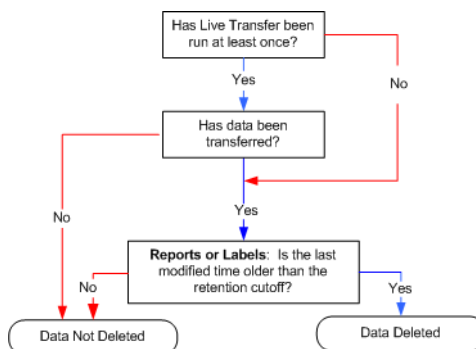 Has Live Transfer been
run at least once?
Yes
No
Has data been
transferred?
No
Yes
Reports or Labels: Is the last
modified time older than the
retention cutoff?
No
Yes
Data Not Deleted
Data Deleted